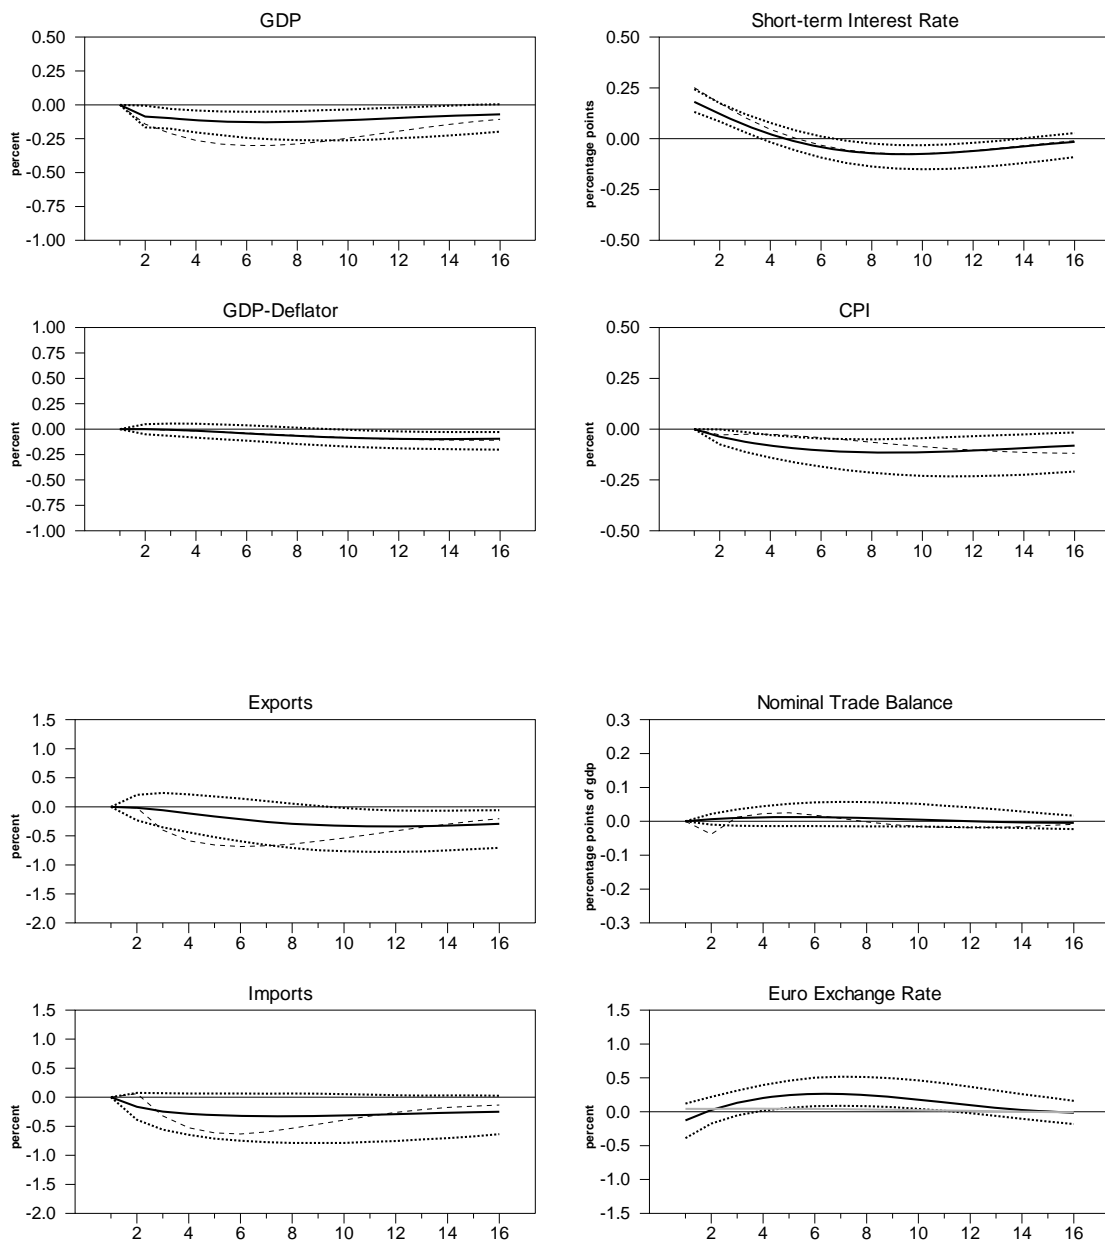 GDP
0.50
0.25
0.00
-0.25
-0.50
-0.75
-1.00
percent
2 4 6 8 10 12 14 16
Short-term Interest Rate
0.50
0.25
0.00
-0.25
-0.50
percentage points
2 4 6 8 10 12 14 16
GDP-Deflator
1.00
0.75
0.50
0.25
0.00
-0.25
-0.50
-0.75
-1.00
percent
2 4 6 8 10 12 14 16
CPI
0.50
0.25
0.00
-0.25
-0.50
percent
2 4 6 8 10 12 14 16
Exports
1.5
1.0
0.5
0.0
-0.5
-1.0
-1.5
-2.0
percent
2 4 6 8 10 12 14 16
Nominal Trade Balance
0.3
0.2
0.1
0.0
-0.1
-0.2
-0.3
percentage points of gdp
2 4 6 8 10 12 14 16
Imports
1.5
1.0
0.5
0.0
-0.5
-1.0
-1.5
-2.0
percent
2 4 6 8 10 12 14 16
Euro Exchange Rate
1.5
1.0
0.5
0.0
-0.5
-1.0
-1.5
percent
2 4 6 8 10 12 14 16